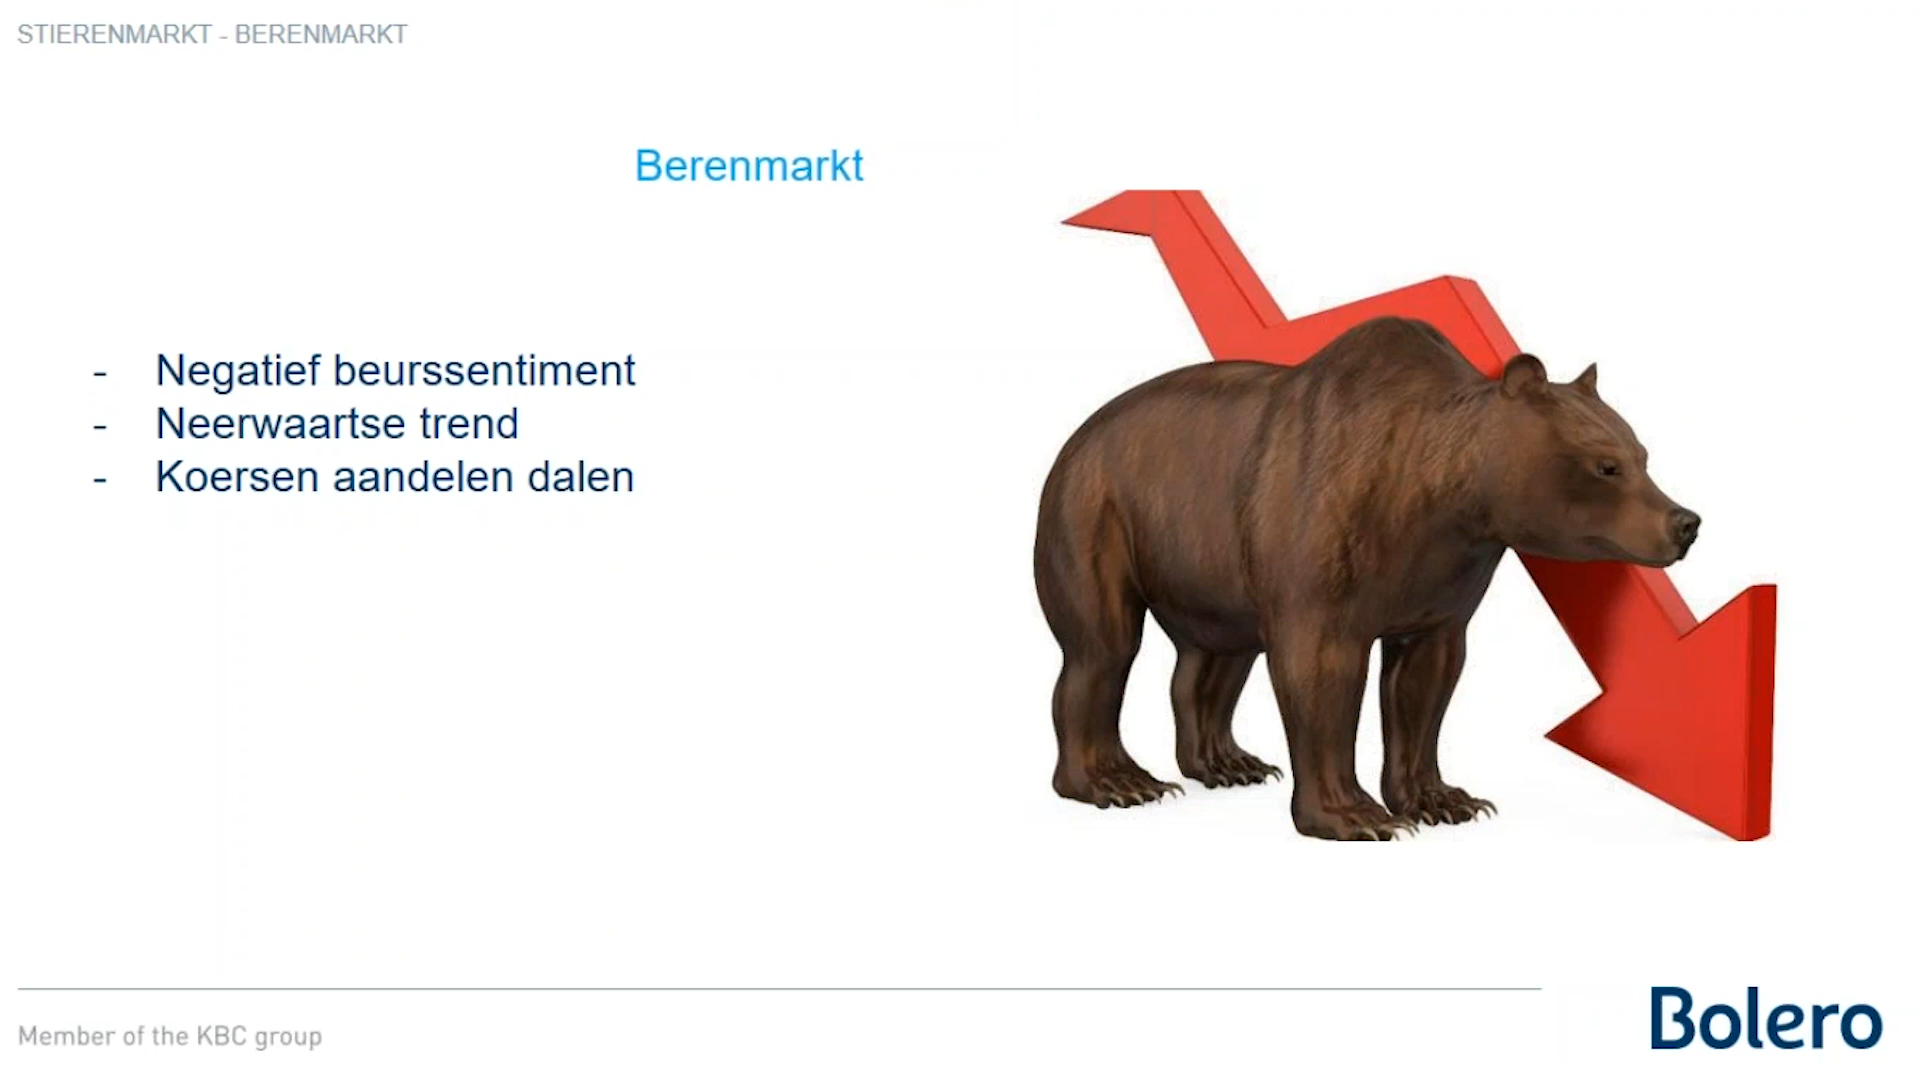 STIERENMARKT - BERENMARKT
Berenmarkt
- Negatief beurssentiment
- Neerwaartse trend
- Koersen aandelen dalen
Member of the KBC group
Bolero